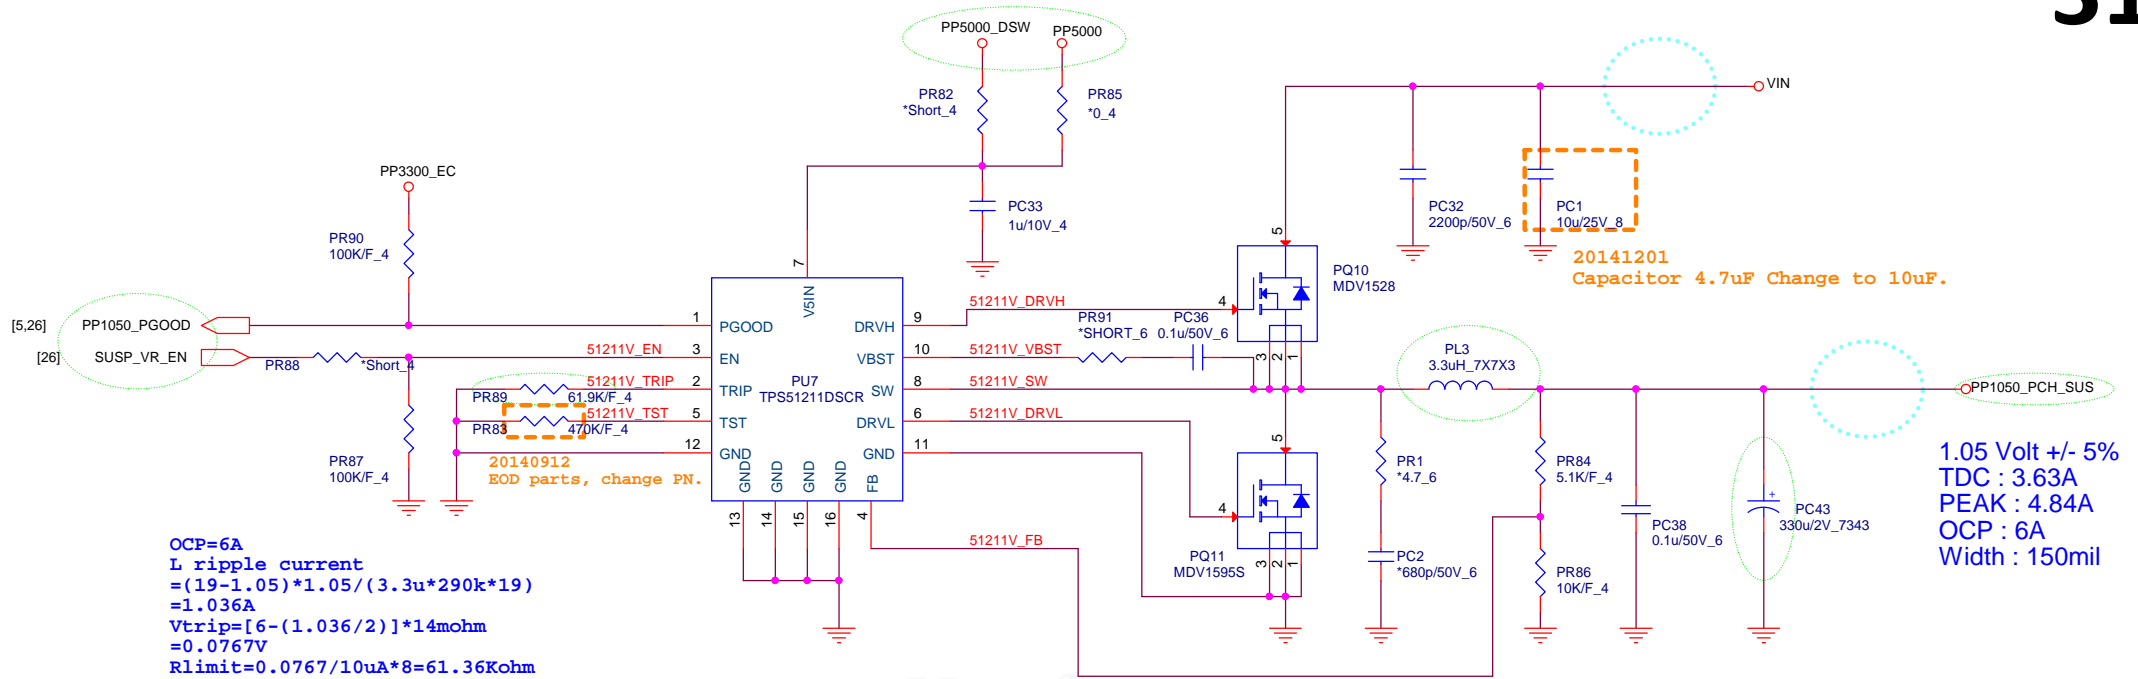 PP5000_DSW
PP5000
PR82
*Short_4
PR85
*0_4
VIN
PP3300_EC
PR90
100K/F_4
PC33
1u/10V_4
PC32
2200p/50V_6
PC1
10u/25V_8
20141201
Capacitor 4.7uF Change to 10uF.
[5,26]
PP1050_PGOOD
[26]
SUSP_VR_EN
PR88
*Short_4
PR87
100K/F_4
51211V_EN
51211V_TRIP
PR89
61.9K/F_4
51211V_TST
PR83
470K/F_4
20140912
EOD parts, change PN.
1
3
2
5
12
7
V5IN
PGOOD
EN
TRIP
TST
GND
PU7
TPS51211DSCR
DRVH
VBST
SW
DRVL
GND
9
10
8
6
11
GND
GND
GND
GND
FB
13
14
15
16
4
51211V_DRVH
51211V_VBST
51211V_SW
51211V_DRVL
51211V_FB
PR91
*SHORT_6
PC36
0.1u/50V_6
5
4
3
2
1
PQ10
MDV1528
5
4
3
2
1
PQ11
MDV1595S
PL3
3.3uH_7X7X3
PR1
*4.7_6
PC2
*680p/50V_6
PR84
5.1K/F_4
PR86
10K/F_4
PC38
0.1u/50V_6
+
PC43
330u/2V_7343
PP1050_PCH_SUS
1.05 Volt +/- 5%
TDC : 3.63A
PEAK : 4.84A
OCP : 6A
Width : 150mil
OCP=6A
L ripple current
=(19-1.05)*1.05/(3.3u*290k*19)
=1.036A
Vtrip=[6-(1.036/2)]*14mohm
=0.0767V
Rlimit=0.0767/10uA*8=61.36Kohm